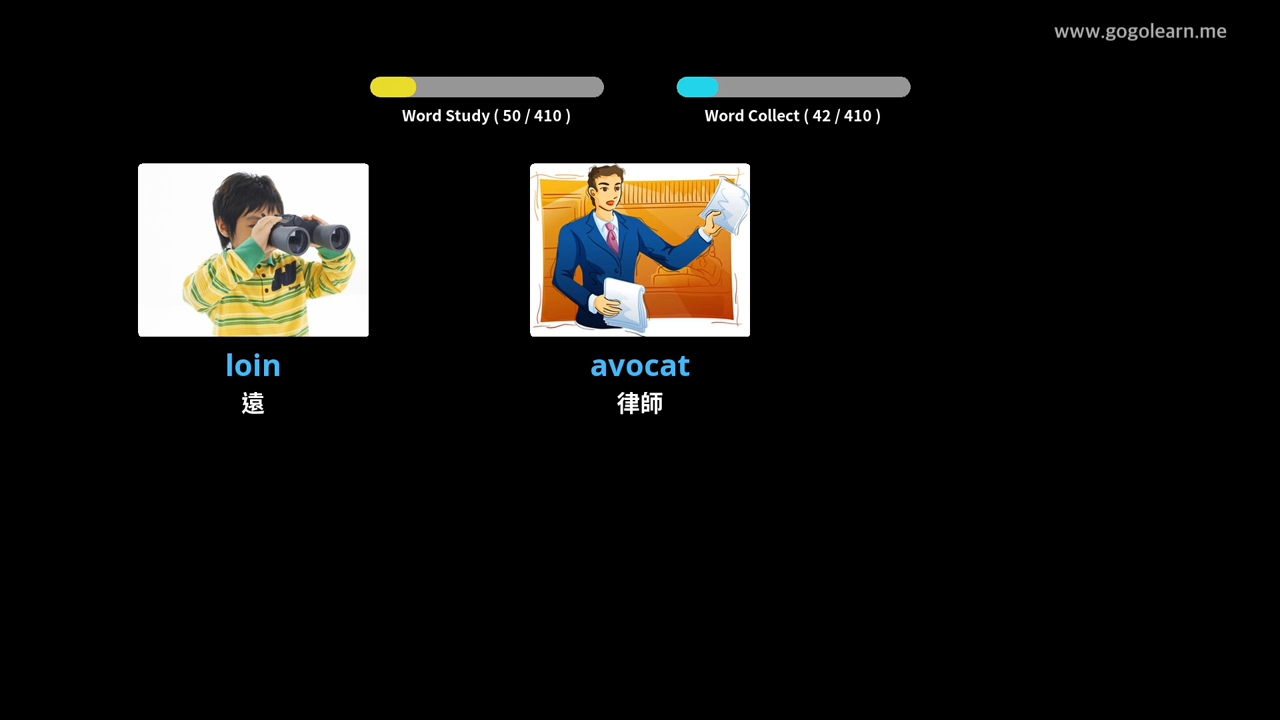 www.gogolearn.me
Word Study ( 50 / 410 )
Word Collect ( 42 / 410 )
loin
遠
avocat
律師